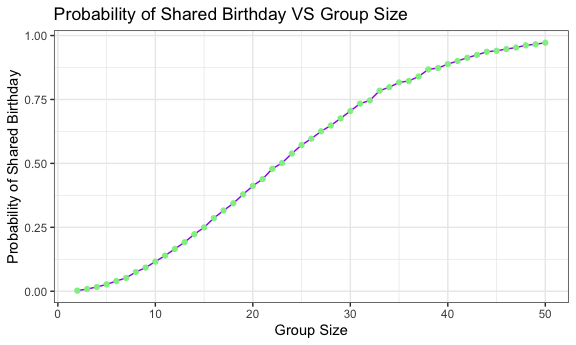 Probability of Shared Birthday VS Group Size
Probability of Shared Birthday
1.00
0.75
0.50
0.25
0.00
0 10 20 30 40 50
Group Size